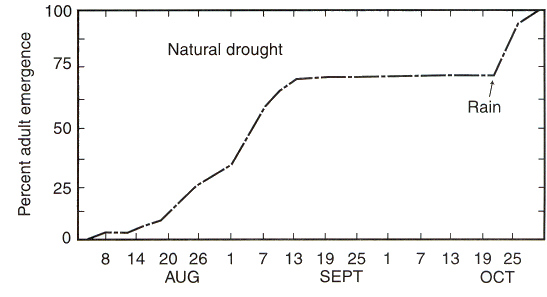 100
Natural drought
75
Rain
50
25
0
Percent adult emergence
8 14 20 26 1 7 13 19 25 1 7 13 19 25
AUG SEPT OCT